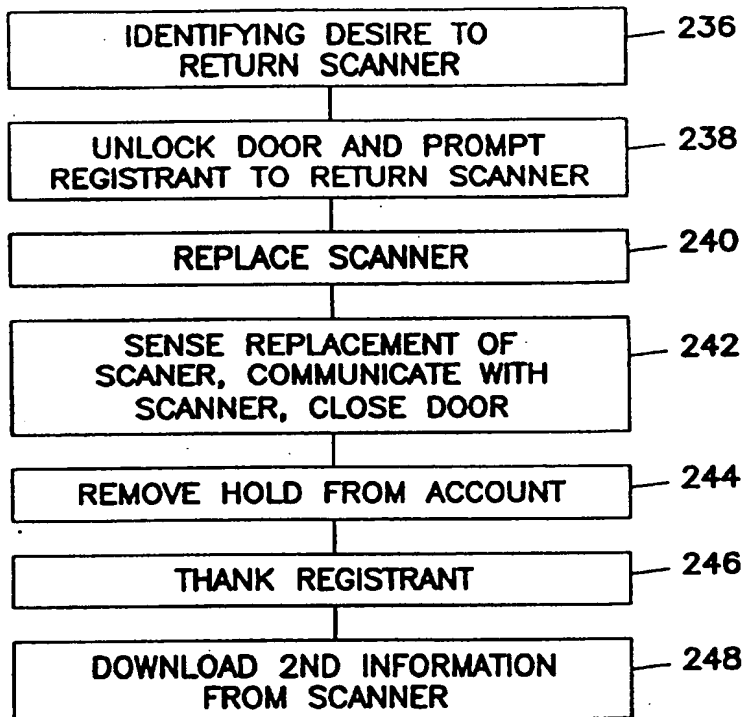 IDENTIFYING DESIRE TO
RETURN SCANNER
236
UNLOCK DOOR AND PROMPT
REGISTRANT TO RETURN SCANNER
238
REPLACE SCANNER
240
SENSE REPLACEMENT OF
SCANER, COMMUNICATE WITH
SCANNER, CLOSE DOOR
242
REMOVE HOLD FROM ACCOUNT
244
THANK REGISTRANT
246
DOWNLOAD 2ND INFORMATION
FROM SCANNER
248